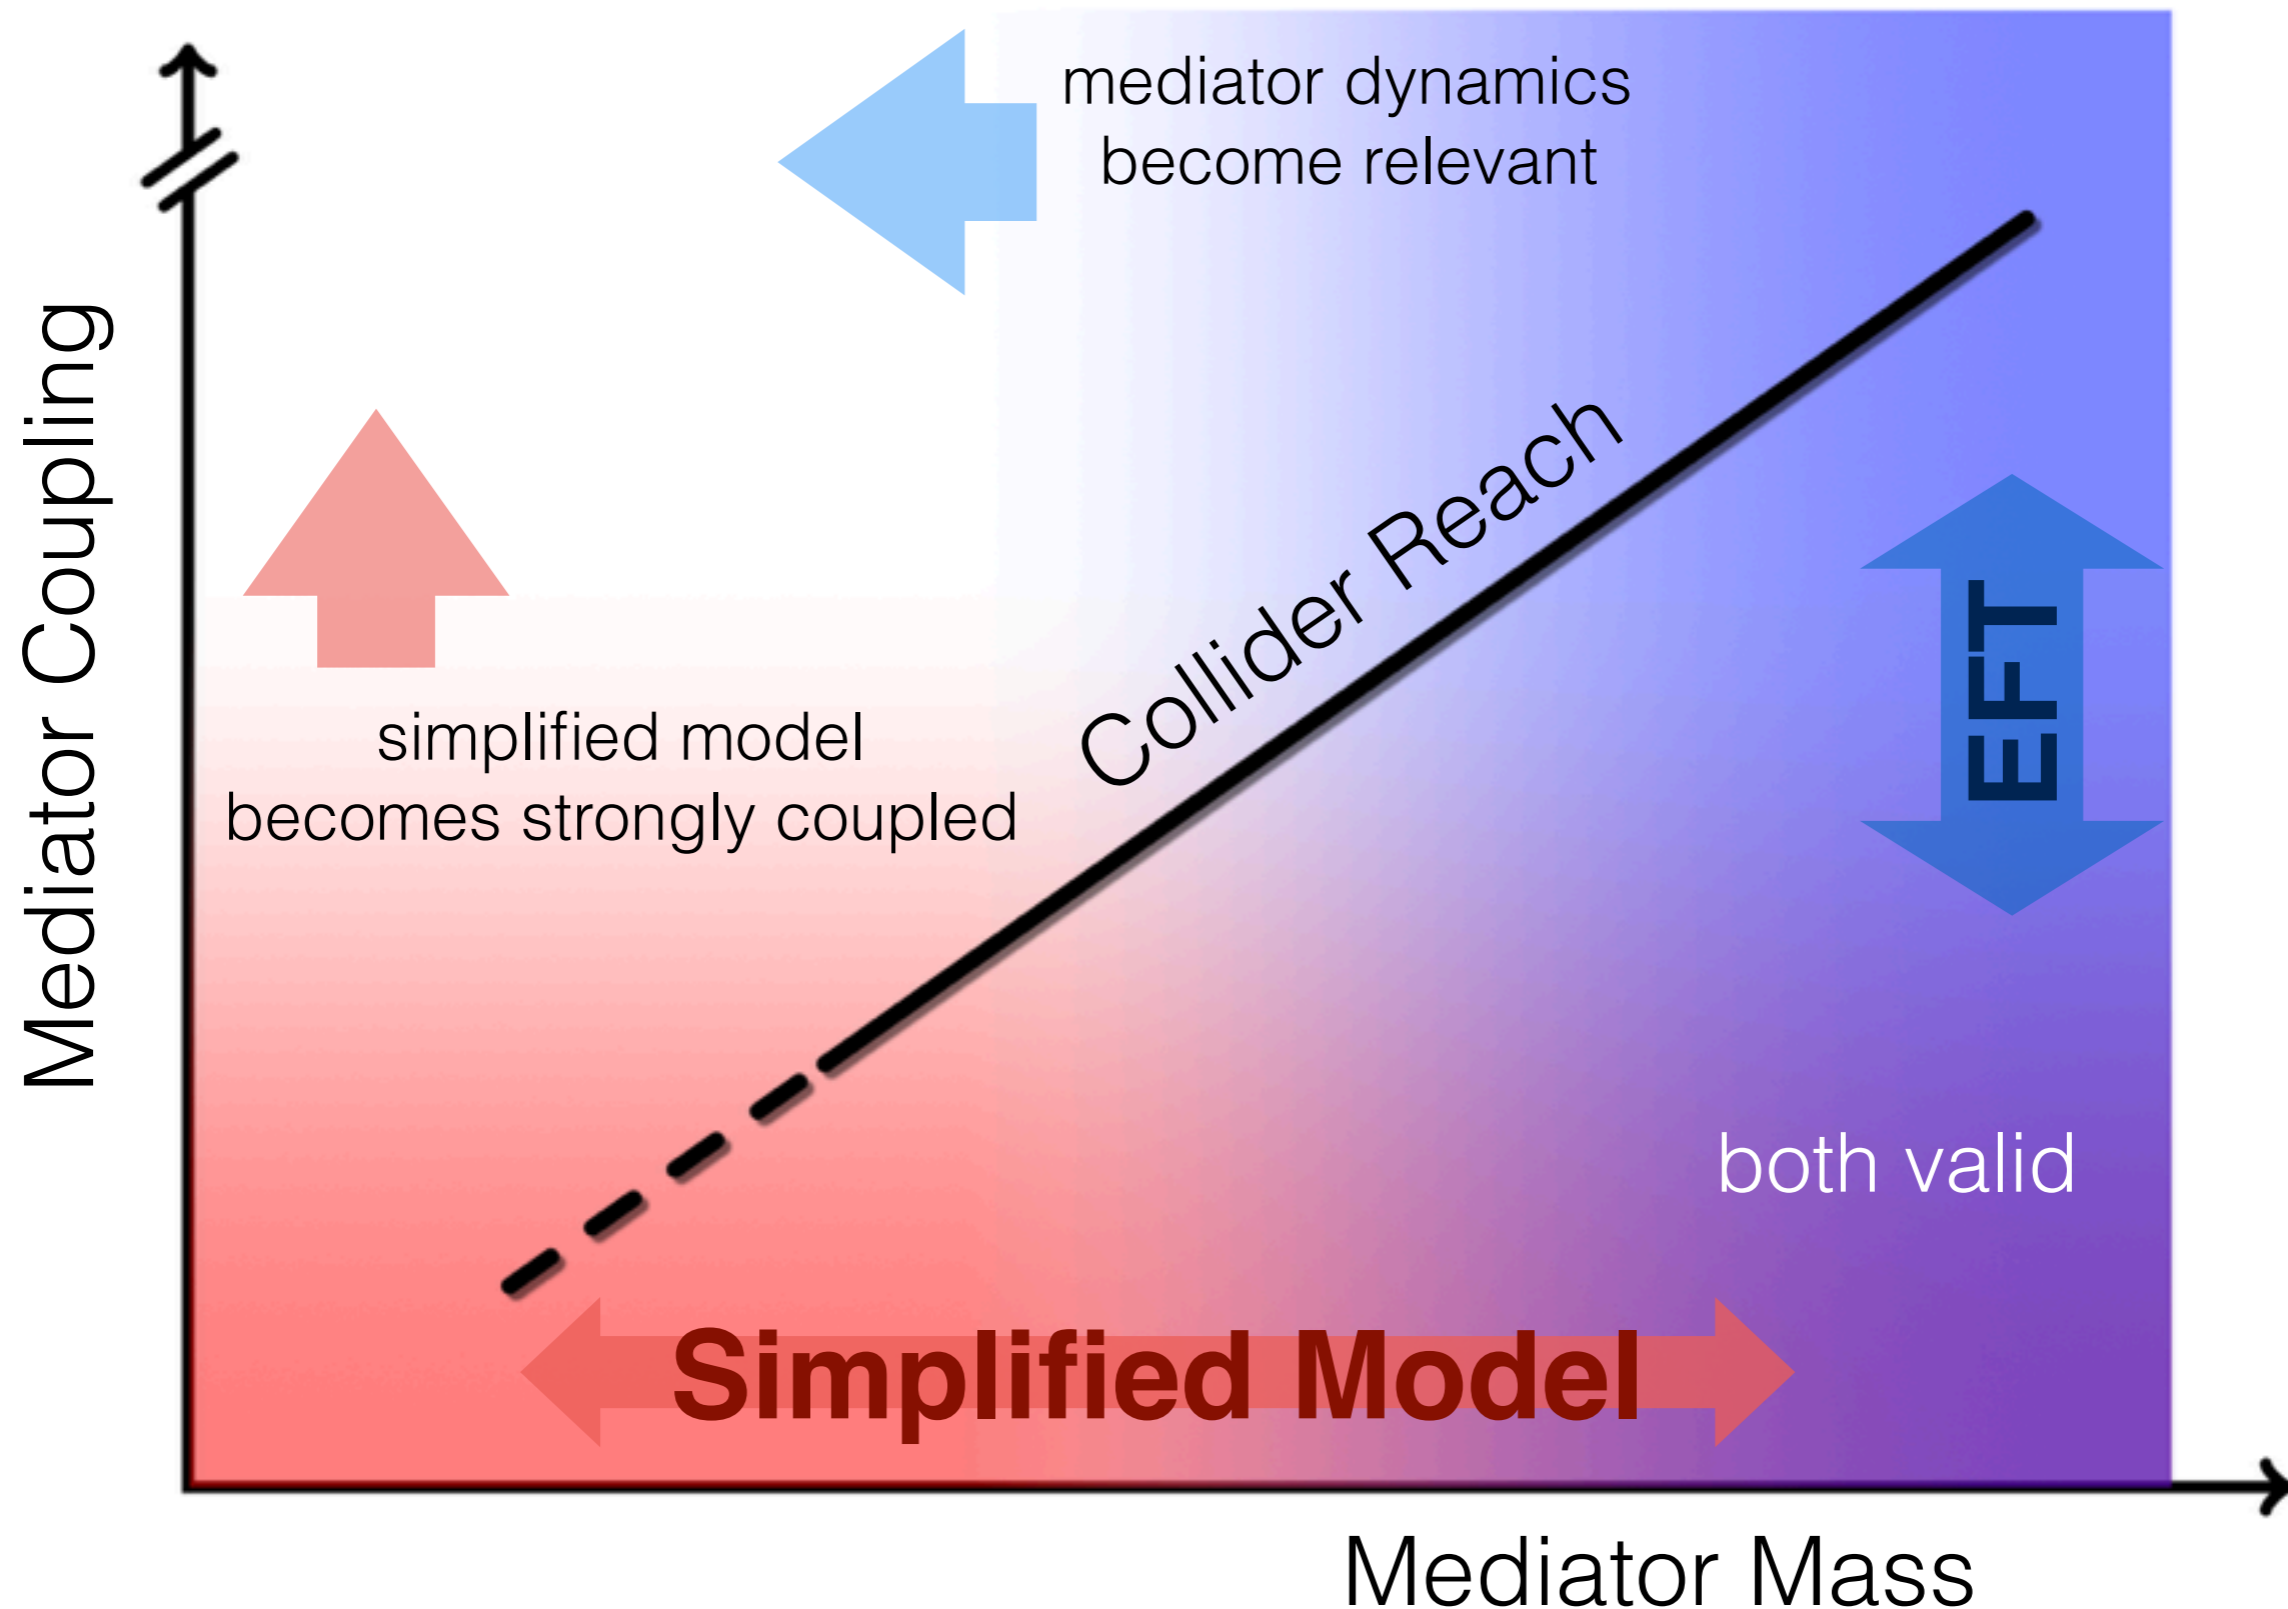 mediator dynamics
become relevant
Mediator Coupling
Collider Reach
EFT
simplified model
becomes strongly coupled
both valid
Simplified Model
Mediator Mass